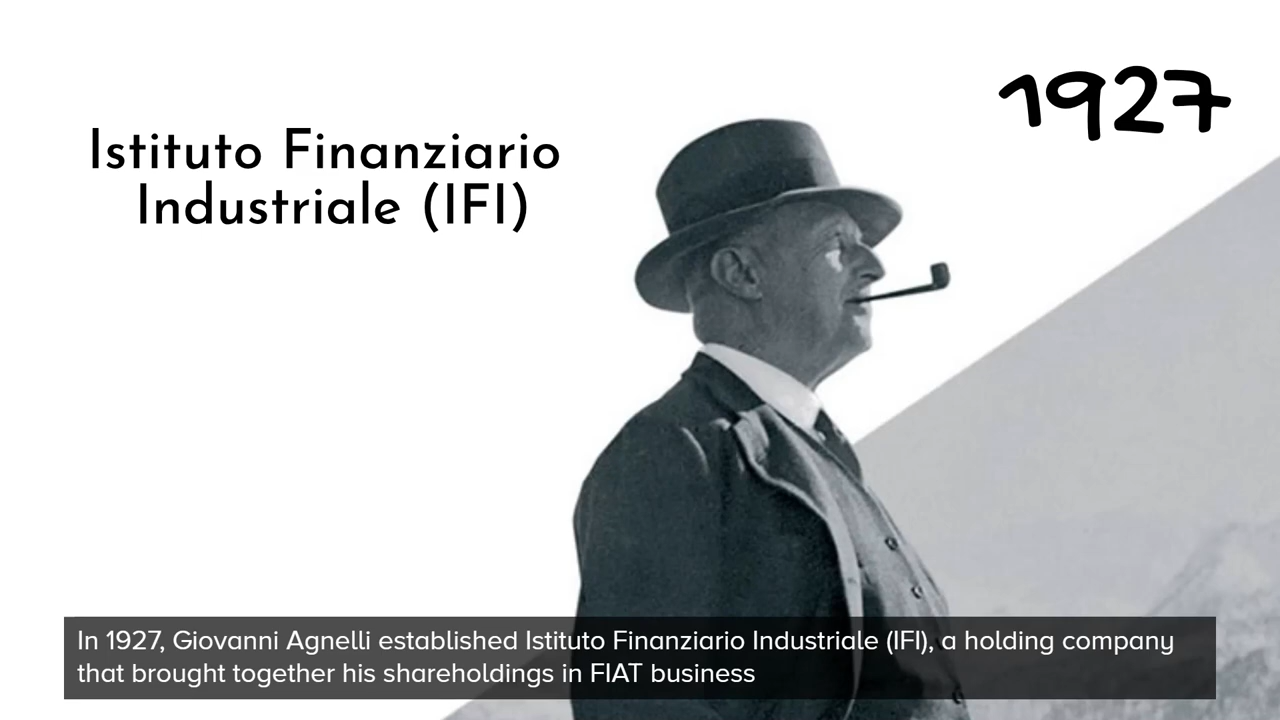 1927
Istituto Finanziario
Industriale (IFI)
In 1927, Giovanni Agnelli established Istituto Finanziario Industriale (IFI), a holding company
that brought together his shareholdings in FIAT business